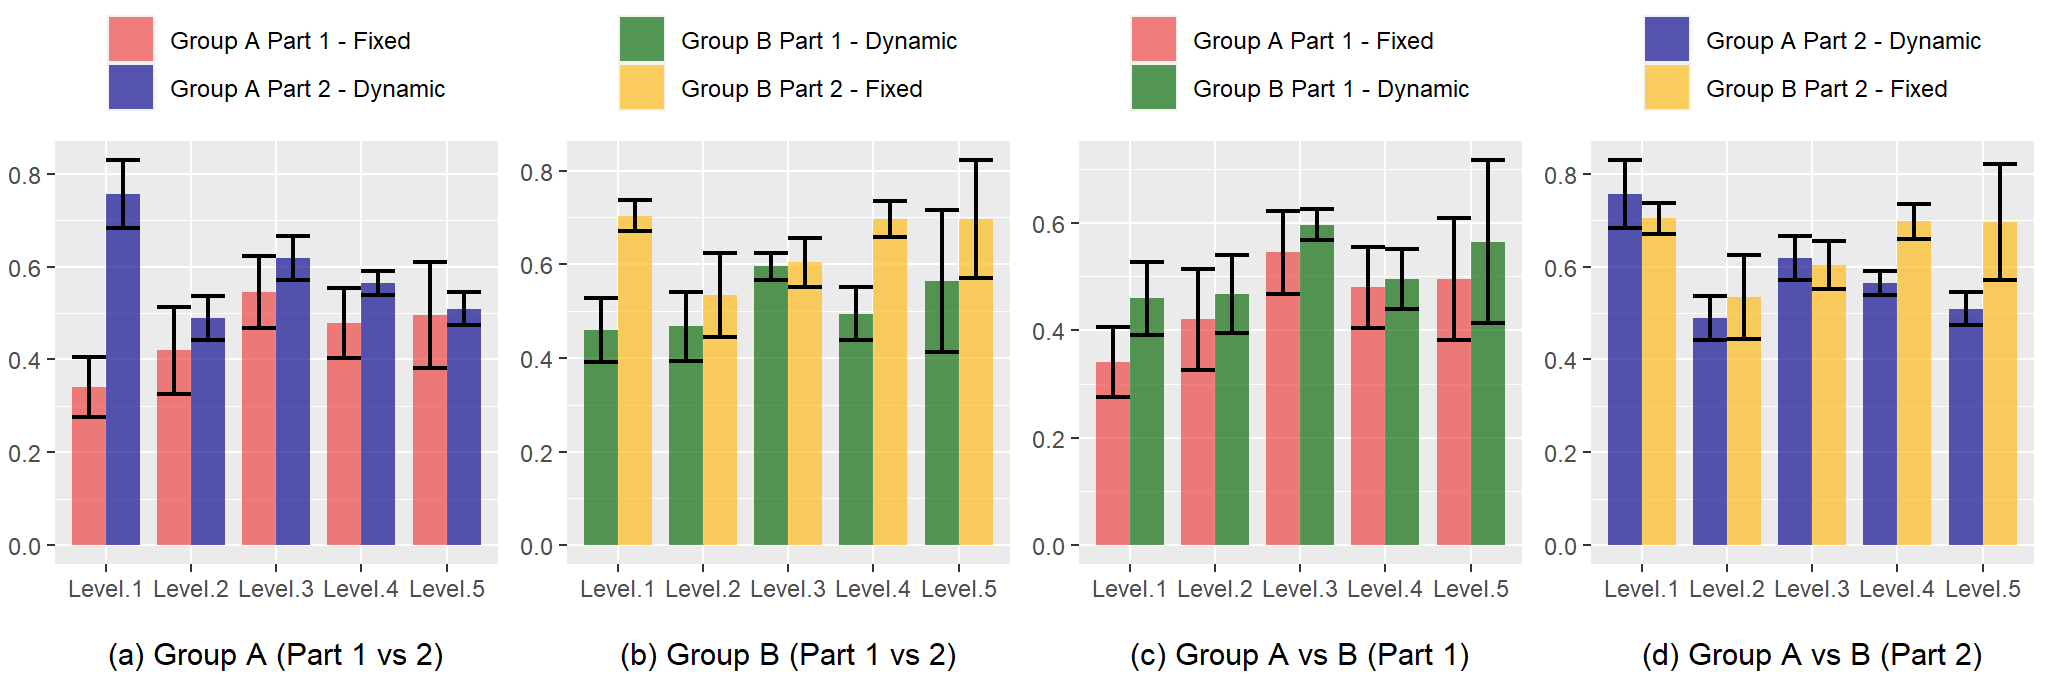 Group A Part 1 - Fixed
Group A Part 2 - Dynamic
0.8
0.6
0.4
0.2
0.0
Level.1 Level.2 Level.3 Level.4 Level.5
(a) Group A (Part 1 vs 2)
Group B Part 1 - Dynamic
Group B Part 2 - Fixed
0.8
0.6
0.4
0.2
0.0
Level.1 Level.2 Level.3 Level.4 Level.5
(b) Group B (Part 1 vs 2)
Group A Part 1 - Fixed
Group B Part 1 - Dynamic
0.6
0.4
0.2
0.0
Level.1 Level.2 Level.3 Level.4 Level.5
(c) Group A vs B (Part 1)
Group A Part 2 - Dynamic
Group B Part 2 - Fixed
0.8
0.6
0.4
0.2
0.0
Level.1 Level.2 Level.3 Level.4 Level.5
(d) Group A vs B (Part 2)